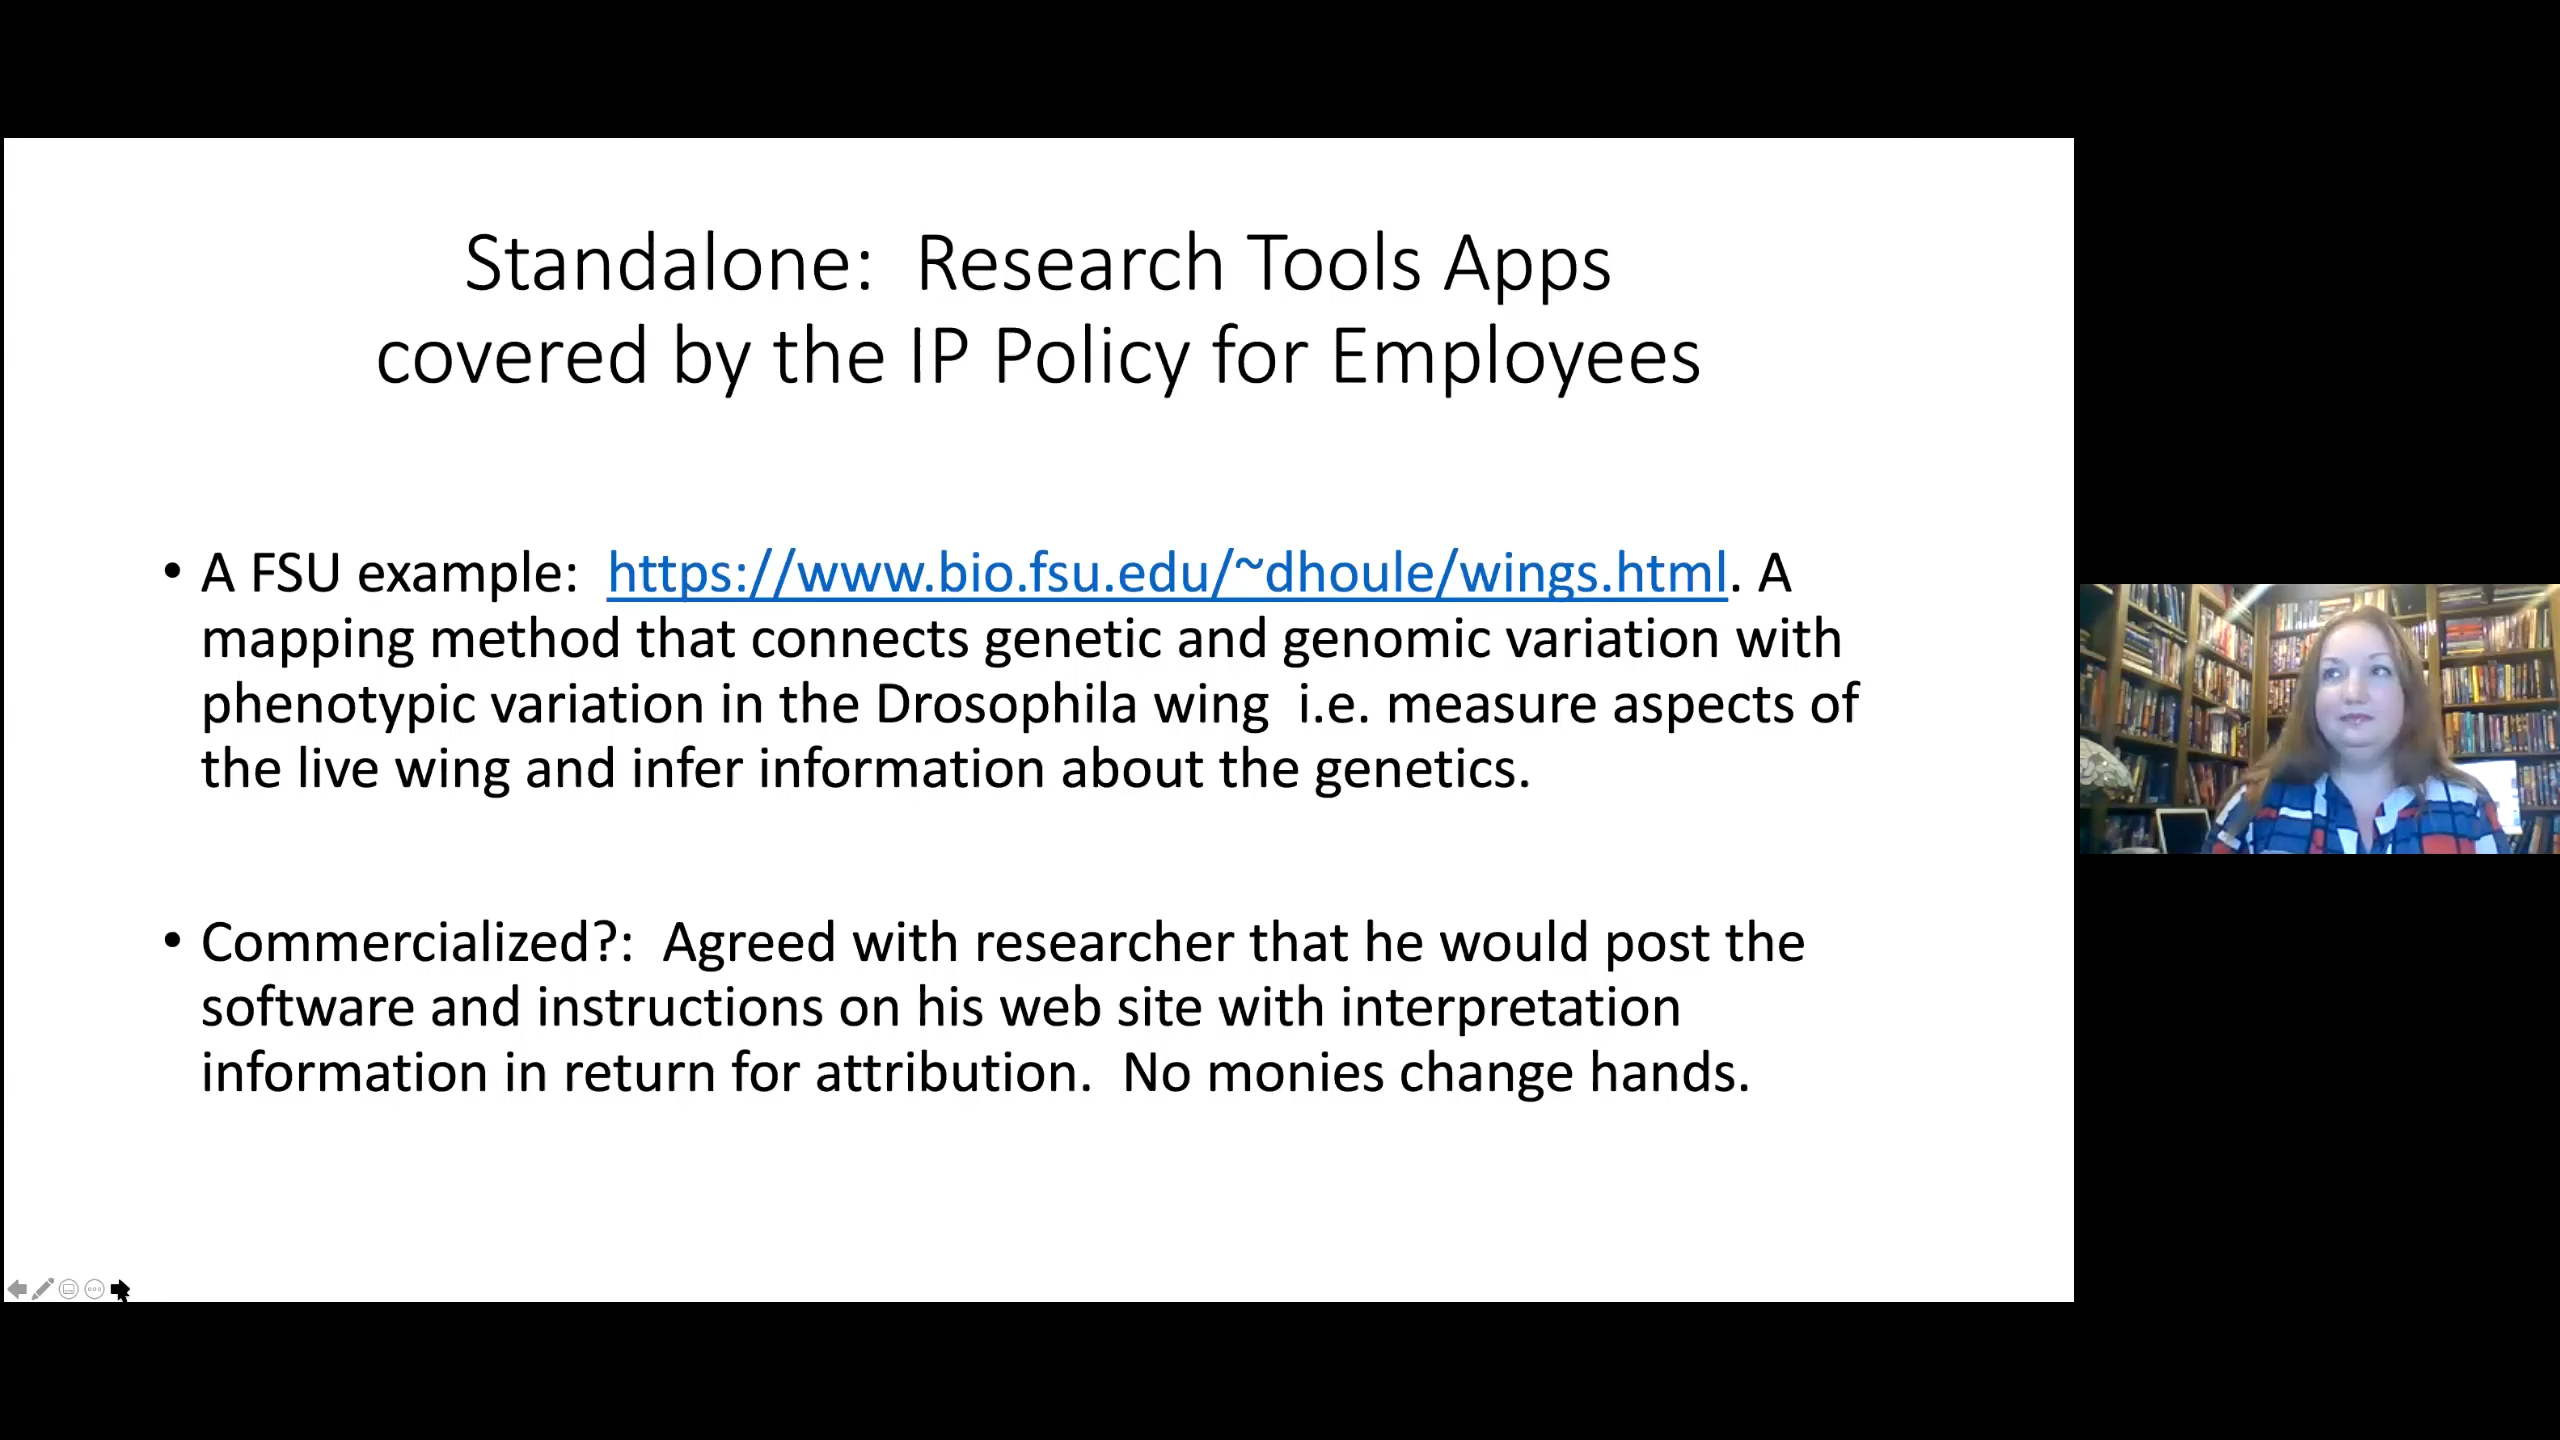 Standalone:  Research Tools Apps
covered by the IP Policy for Employees
• A FSU example:  https://www.bio.fsu.edu/~dhoule/wings.html. A
mapping method that connects genetic and genomic variation with
phenotypic variation in the Drosophila wing  i.e. measure aspects of
the live wing and infer information about the genetics.
• Commercialized?:  Agreed with researcher that he would post the
software and instructions on his web site with interpretation
information in return for attribution.  No monies change hands.